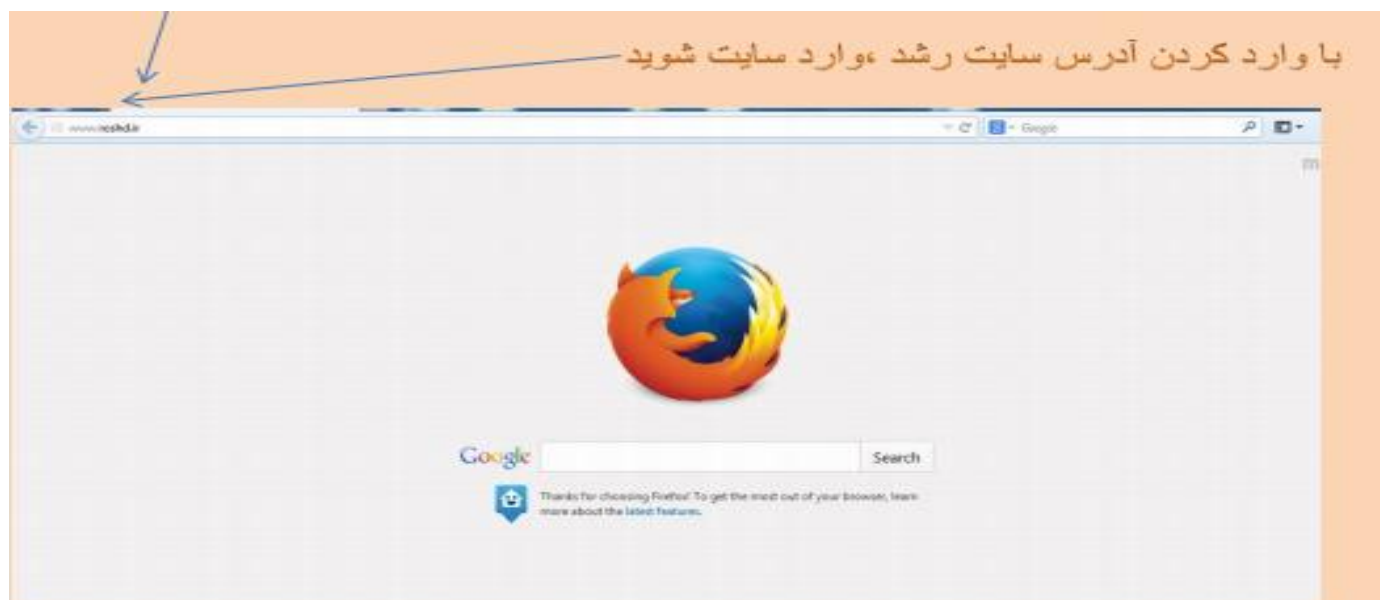 با وارد کردن آدرس سایت رشد ،وارد سایت شوید
www.roshd.ir
Google
m
Google
Search
Thanks for choosing Firefox! To get the most out of your browser, learn
more about the latest features.